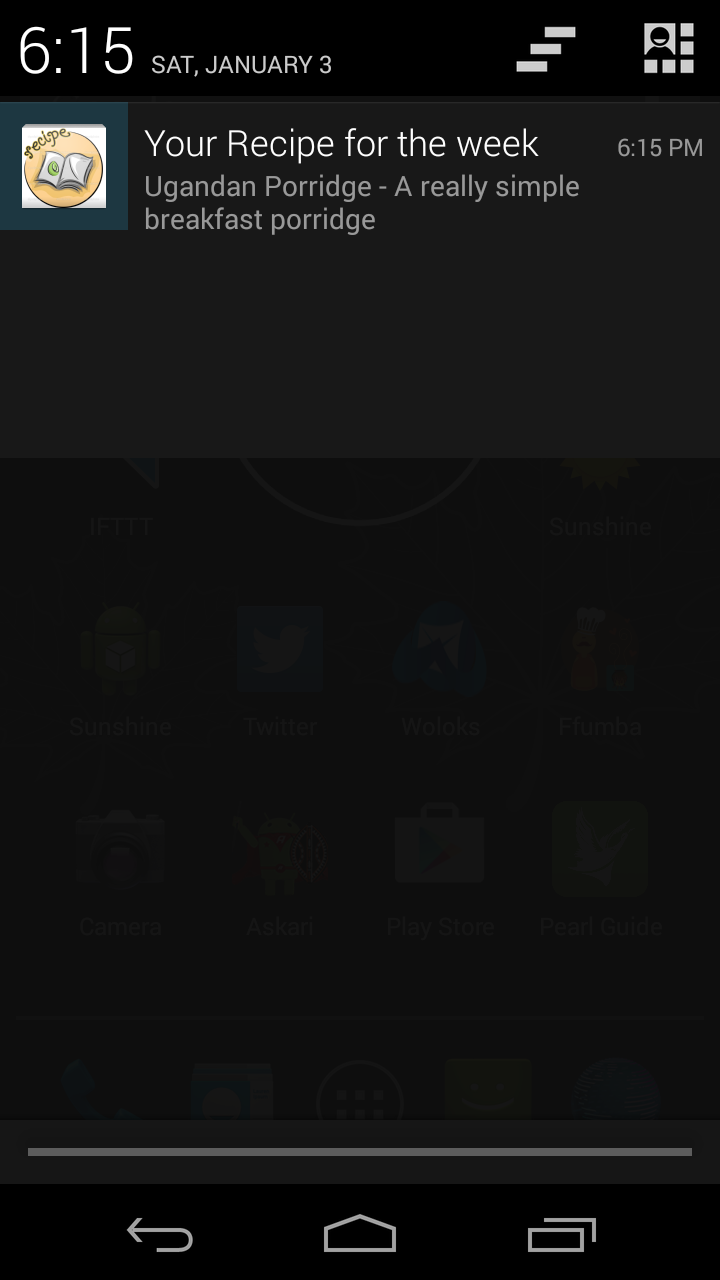 6:15 SAT, JANUARY 3
recipe
Your Recipe for the week 6:15 PM
Ugandan Porridge - A really simple
breakfast porridge
IFTTT Sunshine
Sunshine Twitter Woloks Ffumba
Camera Askari Play Store Pearl Guide